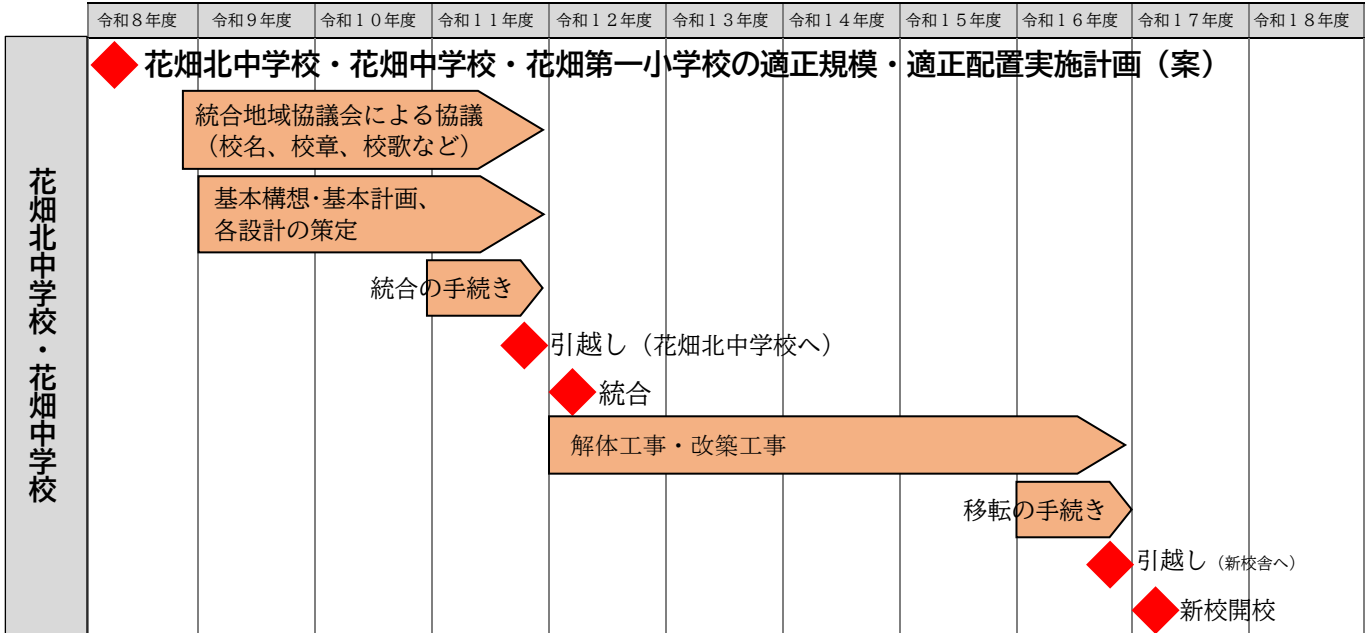 令和８年度 令和９年度 令和１０年度 令和１１年度 令和１２年度 令和１３年度 令和１４年度 令和１５年度 令和１６年度 令和１７年度 令和１８年度
花畑北中学校・花畑中学校
花畑北中学校・花畑中学校・花畑第一小学校の適正規模・適正配置実施計画（案）
統合地域協議会による協議
（校名、校章、校歌など）
基本構想･基本計画、
各設計の策定
統合の手続き
引越し（花畑北中学校へ）
統合
解体工事・改築工事
移転の手続き
引越し（新校舎へ）
新校開校